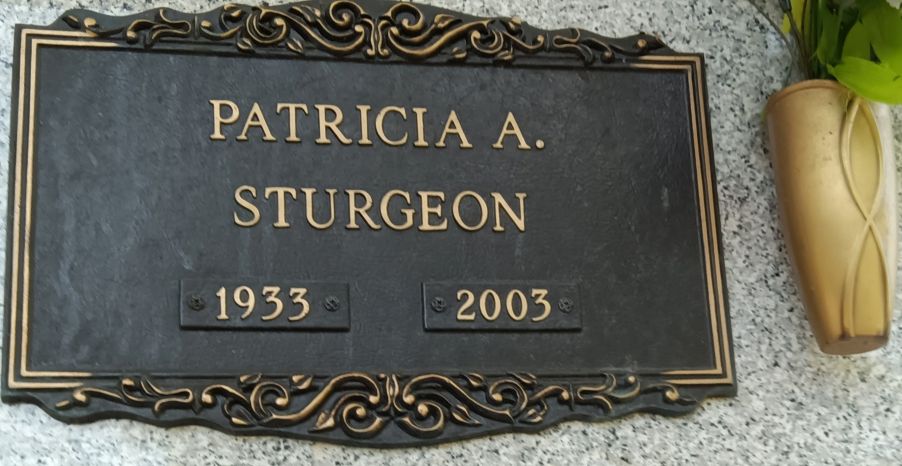 PATRICIA A.
STURGEON
1933 2003